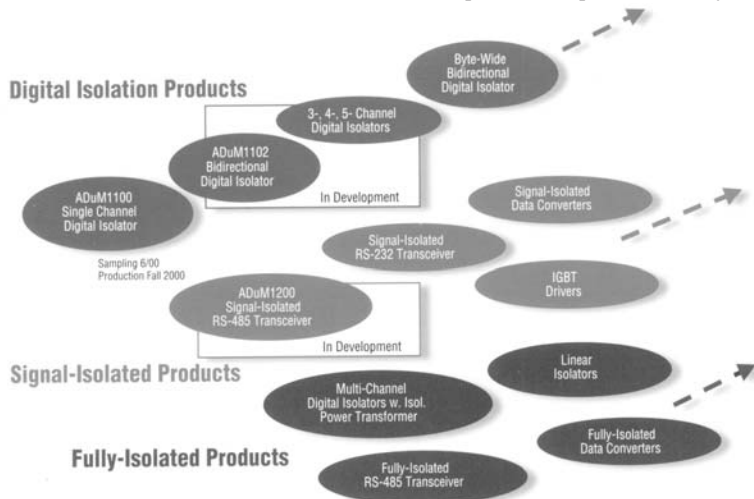 Digital Isolation Products
Byte-Wide
Bidirectional
Digital Isolator
3-, 4-, 5- Channel
Digital Isolators
ADuM1102
Bidirectional
Digital Isolator
In Development
ADuM1100
Single Channel
Digital Isolator
Sampling 6/00
Production Fall 2000
Signal-Isolated
Data Converters
Signal-Isolated
RS-232 Transceiver
IGBT
Drivers
ADuM1200
Signal-Isolated
RS-485 Transceiver
In Development
Signal-Isolated Products
Linear
Isolators
Multi-Channel
Digital Isolators w. Isol.
Power Transformer
Fully-Isolated
Data Converters
Fully-Isolated Products
Fully-Isolated
RS-485 Transceiver